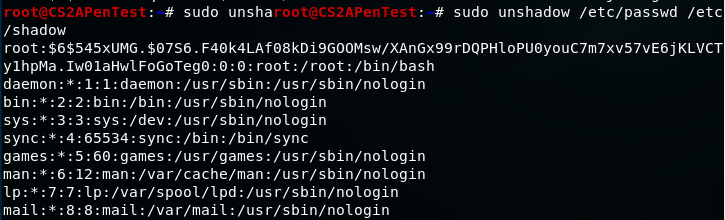 root@CS2APenTest:~# sudo unsharoot@CS2APenTest:~# sudo unshadow /etc/passwd /etc
/shadow
root:$6$545xUMG.$07S6.F40k4LAf08kDi9GOOMsw/XAnGx99rDQPHloPU0youC7m7xv57vE6jKLVCT
y1hpMa.Iw01aHwlFoGoTeg0:0:0:root:/root:/bin/bash
daemon:*:1:1:daemon:/usr/sbin:/usr/sbin/nologin
bin:*:2:2:bin:/bin:/usr/sbin/nologin
sys:*:3:3:sys:/dev:/usr/sbin/nologin
sync:*:4:65534:sync:/bin:/bin/sync
games:*:5:60:games:/usr/games:/usr/sbin/nologin
man:*:6:12:man:/var/cache/man:/usr/sbin/nologin
lp:*:7:7:lp:/var/spool/lpd:/usr/sbin/nologin
mail:*:8:8:mail:/var/mail:/usr/sbin/nologin